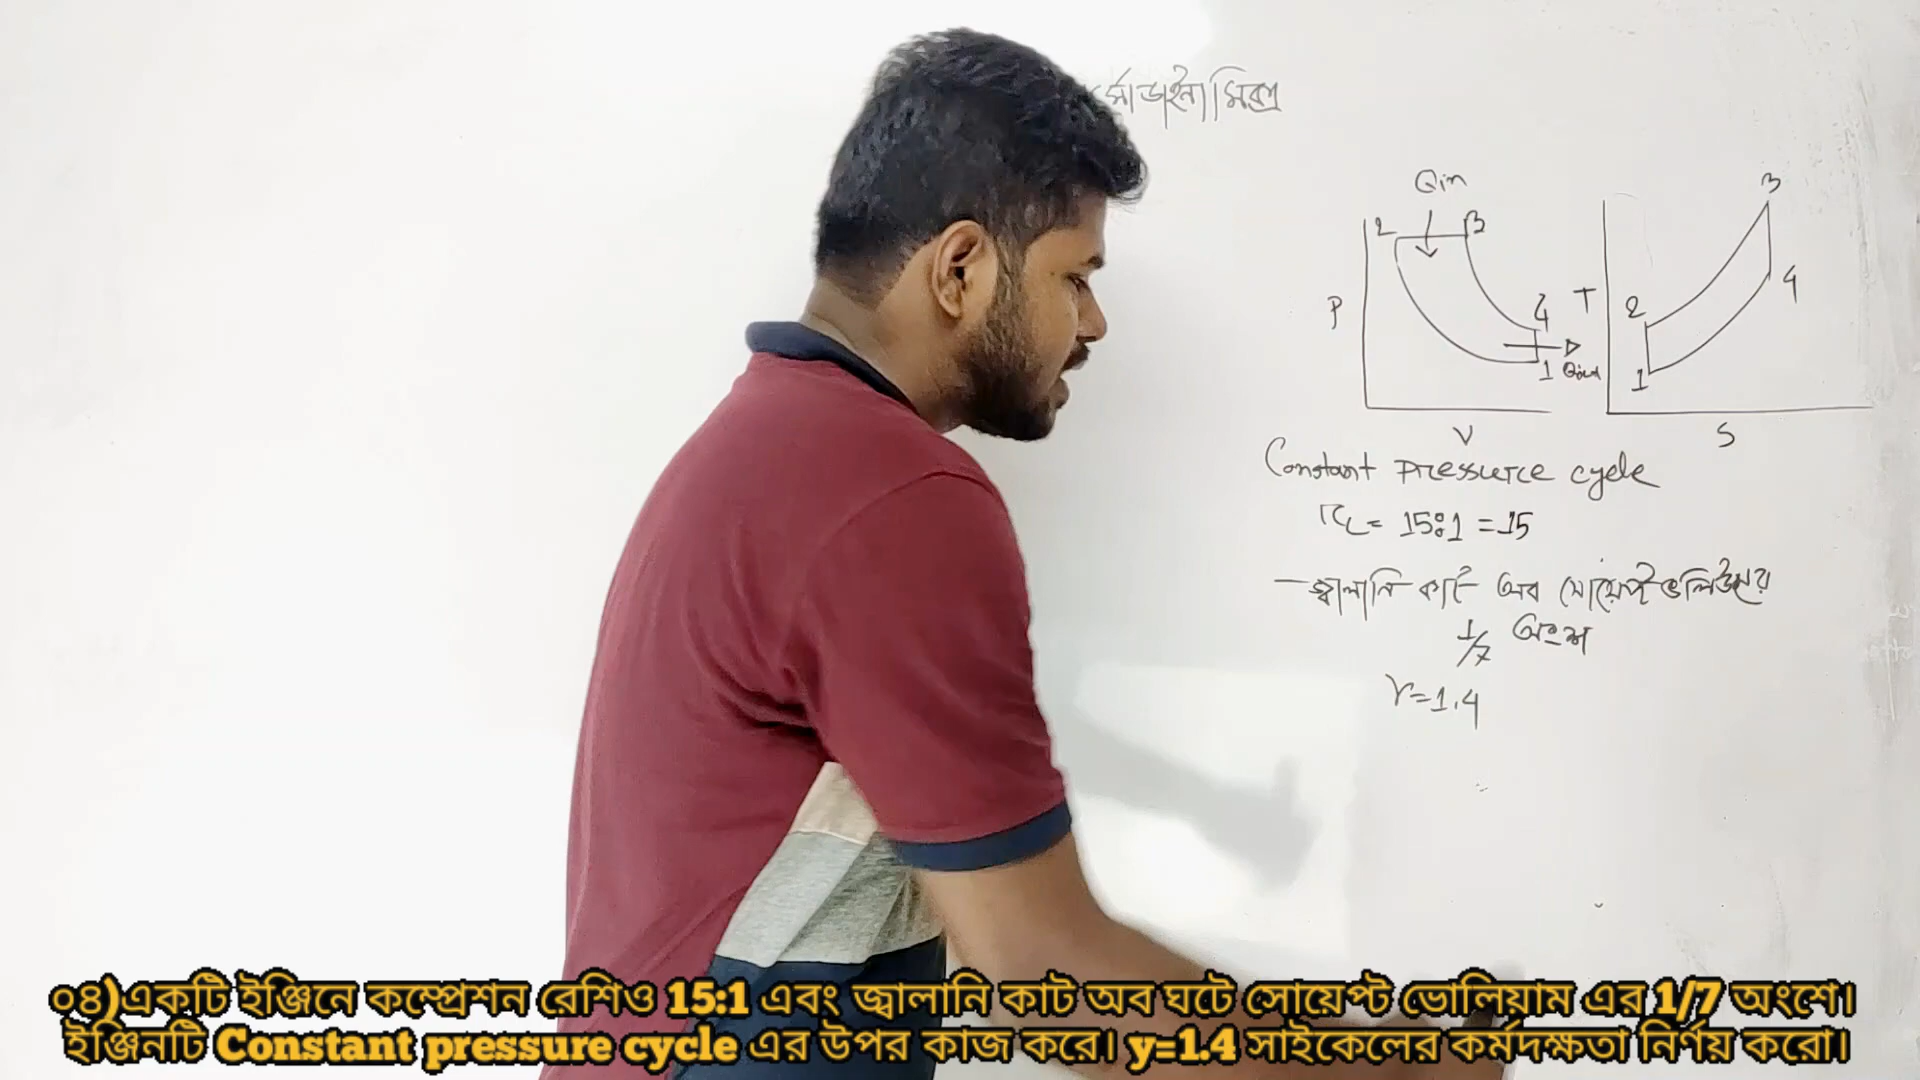 র্মোডাইনামিক্স
Qin
2 3
P
4
1 Qout
V
3
T 2
4
1
S
Constant pressure cycle
rc = 15:1 = 15
জ্বালানি কাট অব সোয়েপ্ট ভলিউমের
1/7 অংশ
γ=1.4
০৪)একটি ইঞ্জিনে কম্প্রেশন রেশিও 15:1 এবং জ্বালানি কাট অব ঘটে সোয়েপ্ট ভোলিয়াম এর 1/7 অংশে।
ইঞ্জিনটি Constant pressure cycle এর উপর কাজ করে। y=1.4 সাইকেলের কর্মদক্ষতা নির্ণয় করো।